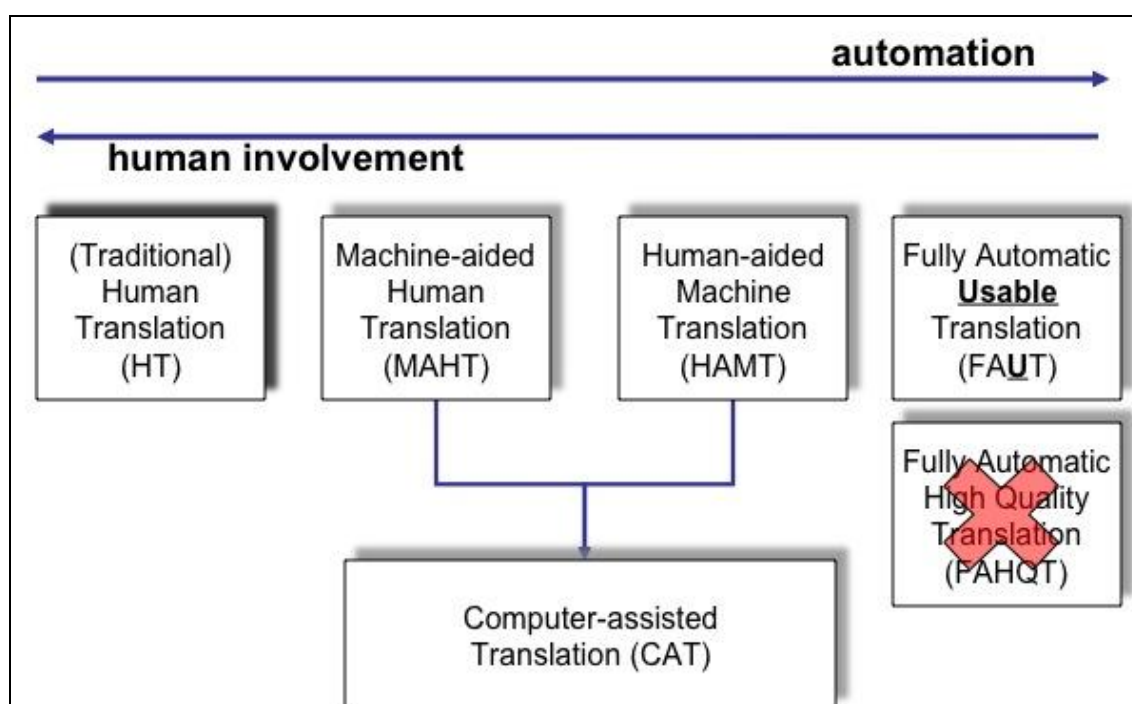 automation
human involvement
(Traditional)
Human
Translation
(HT)
Machine-aided
Human
Translation
(MAHT)
Human-aided
Machine
Translation
(HAMT)
Fully Automatic
Usable
Translation
(FAUT)
Fully Automatic
High Quality
Translation
(FAHQT)
Computer-assisted
Translation (CAT)